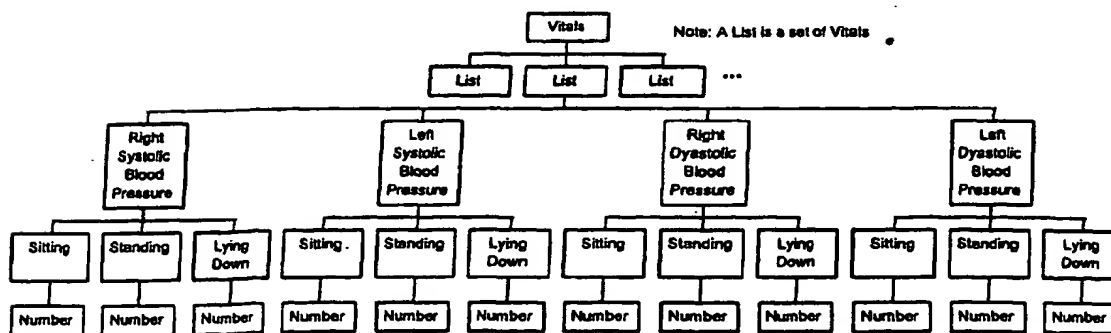 Vitals
Note: A List is a set of Vitals
List List List ...
Right Left Right Left
Systolic Systolic Dyastolic Dyastolic
Blood Blood Blood Blood
Pressure Pressure Pressure Pressure
Sitting Standing Lying Sitting Standing Lying Sitting Standing Lying Sitting Standing Lying
Down Down Down Down
Number Number Number Number Number Number Number Number Number Number Number Number